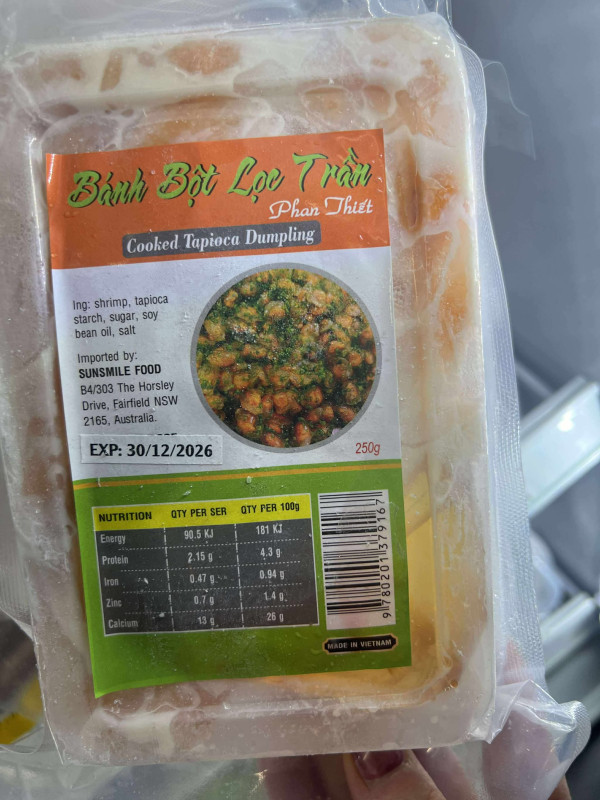 Bánh Bột Lọc Trần
Phan Thiết
Cooked Tapioca Dumpling
Ing: shrimp, tapioca
starch, sugar, soy
bean oil, salt
Imported by:
SUNSMILE FOOD
B4/303 The Horsley
Drive, Fairfield NSW
2165, Australia.
EXP: 30/12/2026
250g
NUTRITION QTY PER SER QTY PER 100g
Energy 90.5 KJ 181 KJ
Protein 2.15 g 4.3 g
Iron 0.47 g 0.94 g
Zinc 0.7 g 1.4 g
Calcium 13 g 26 g
9 780201 379167
MADE IN VIETNAM